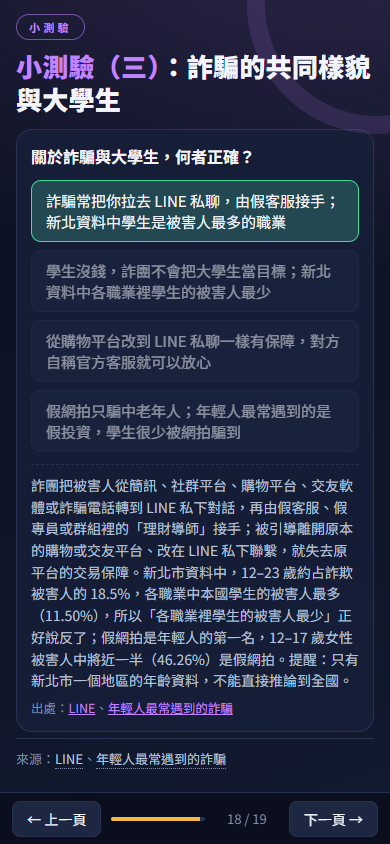 小測驗
小測驗（三）：詐騙的共同樣貌
與大學生
關於詐騙與大學生，何者正確？
詐騙常把你拉去 LINE 私聊，由假客服接手；
新北資料中學生是被害人最多的職業
學生沒錢，詐團不會把大學生當目標；新北
資料中各職業裡學生的被害人最少
從購物平台改到 LINE 私聊一樣有保障，對方
自稱官方客服就可以放心
假網拍只騙中老年人；年輕人最常遇到的是
假投資，學生很少被網拍騙到
詐團把被害人從簡訊、社群平台、購物平台、交友軟
體或詐騙電話轉到 LINE 私下對話，再由假客服、假
專員或群組裡的「理財導師」接手；被引導離開原本
的購物或交友平台、改在 LINE 私下聯繫，就失去原
平台的交易保障。新北市資料中，12–23 歲約占詐欺
被害人的 18.5%，各職業中本國學生的被害人最多
（11.50%），所以「各職業裡學生的被害人最少」正
好說反了；假網拍是年輕人的第一名，12–17 歲女性
被害人中將近一半（46.26%）是假網拍。提醒：只有
新北市一個地區的年齡資料，不能直接推論到全國。
出處：LINE、年輕人最常遇到的詐騙
來源：LINE、年輕人最常遇到的詐騙
← 上一頁
18 / 19
下一頁 →